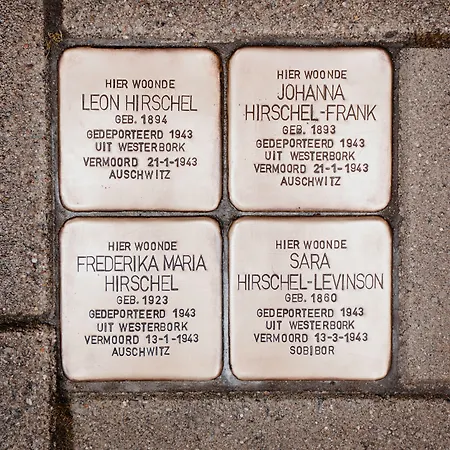 HIER WOONDE
LEON HIRSCHEL
GEB. 1894
GEDEPORTEERD 1943
UIT WESTERBORK
VERMOORD 21-1-1943
AUSCHWITZ
HIER WOONDE
JOHANNA
HIRSCHEL-FRANK
GEB. 1893
GEDEPORTEERD 1943
UIT WESTERBORK
VERMOORD 21-1-1943
AUSCHWITZ
HIER WOONDE
FREDERIKA MARIA
HIRSCHEL
GEB. 1923
GEDEPORTEERD 1943
UIT WESTERBORK
VERMOORD 13-1-1943
AUSCHWITZ
HIER WOONDE
SARA
HIRSCHEL-LEVINSON
GEB. 1860
GEDEPORTEERD 1943
UIT WESTERBORK
VERMOORD 13-3-1943
SOBIBOR